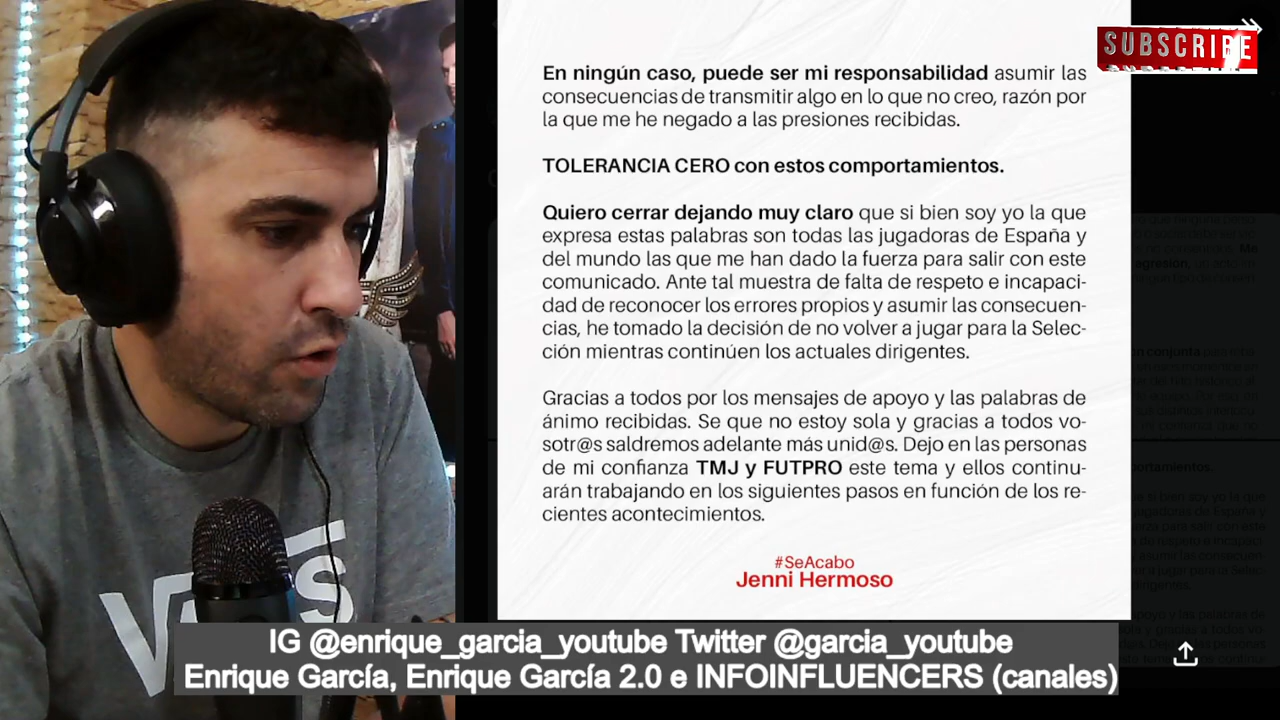 SUBSCRIBE
En ningún caso, puede ser mi responsabilidad asumir las
consecuencias de transmitir algo en lo que no creo, razón por
la que me he negado a las presiones recibidas.
TOLERANCIA CERO con estos comportamientos.
Quiero cerrar dejando muy claro que si bien soy yo la que
expresa estas palabras son todas las jugadoras de España y
del mundo las que me han dado la fuerza para salir con este
comunicado. Ante tal muestra de falta de respeto e incapaci-
dad de reconocer los errores propios y asumir las consecuen-
cias, he tomado la decisión de no volver a jugar para la Selec-
ción mientras continúen los actuales dirigentes.
Gracias a todos por los mensajes de apoyo y las palabras de
ánimo recibidas. Se que no estoy sola y gracias a todos vo-
sotr@s saldremos adelante más unid@s. Dejo en las personas
de mi confianza TMJ y FUTPRO este tema y ellos continu-
arán trabajando en los siguientes pasos en función de los re-
cientes acontecimientos.
#SeAcabo
Jenni Hermoso
IG @enrique_garcia_youtube Twitter @garcia_youtube
Enrique García, Enrique García 2.0 e INFOINFLUENCERS (canales)